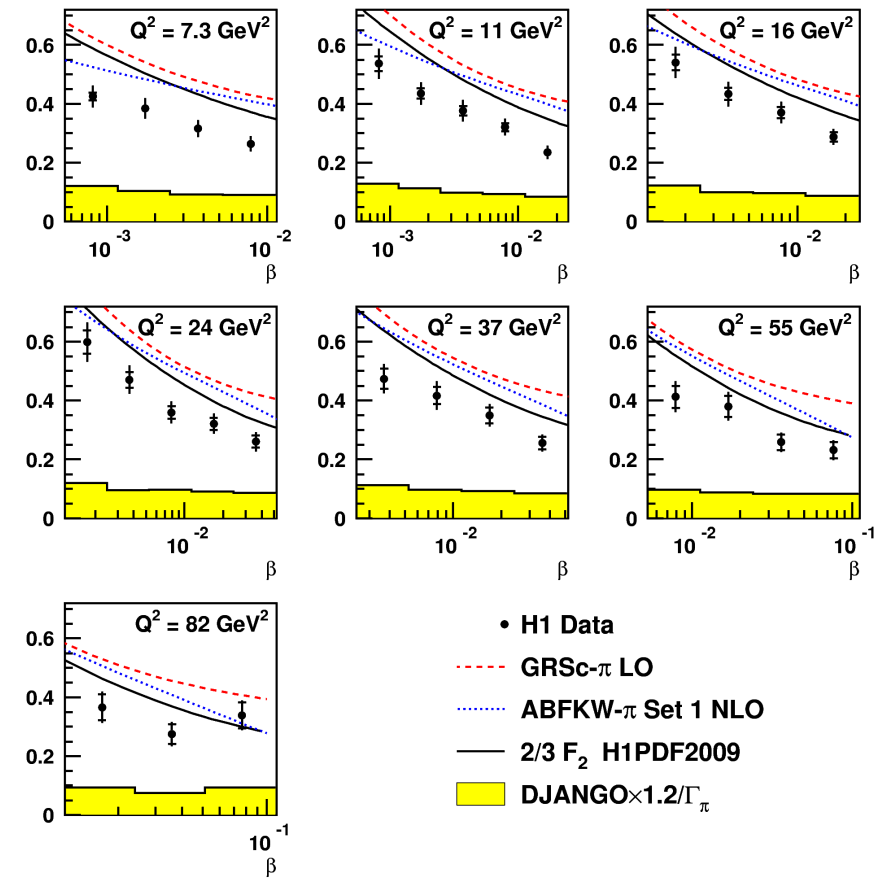 Q² = 7.3 GeV² Q² = 11 GeV² Q² = 16 GeV²
0.6 0.6 0.6
0.4 0.4 0.4
0.2 0.2 0.2
0 0 0
10⁻³ 10⁻² 10⁻³ 10⁻² 10⁻²
β β β
Q² = 24 GeV² Q² = 37 GeV² Q² = 55 GeV²
0.6 0.6 0.6
0.4 0.4 0.4
0.2 0.2 0.2
0 0 0
10⁻² 10⁻² 10⁻² 10⁻¹
β β β
Q² = 82 GeV²
0.6
0.4
0.2
0
10⁻¹
β
H1 Data
GRSc-π LO
ABFKW-π Set 1 NLO
2/3 F₂ H1PDF2009
DJANGO×1.2/Γπ